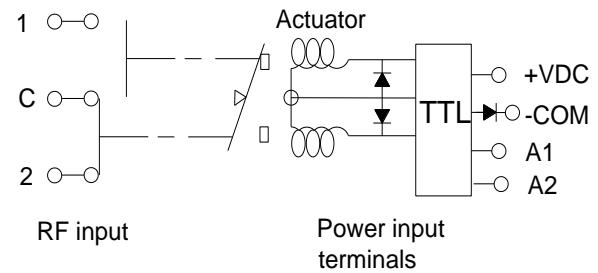 Actuator
1
C
2
TTL
+VDC
-COM
A1
A2
RF input
Power input
terminals